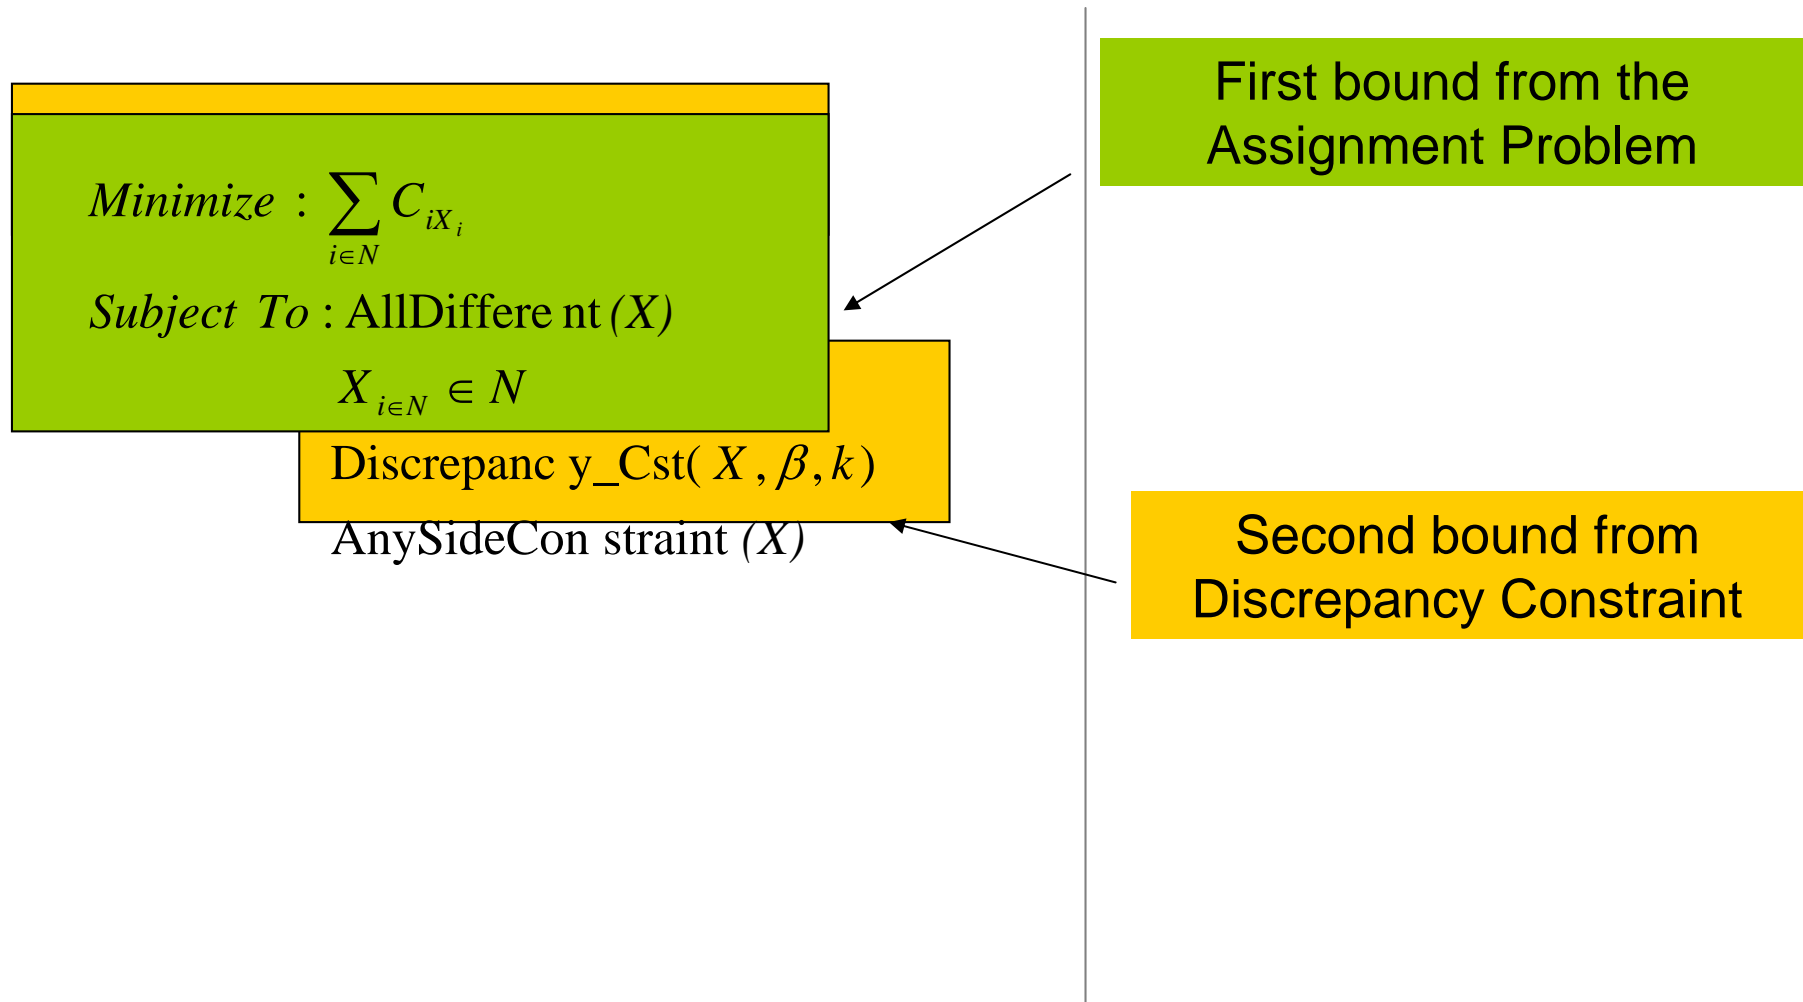 First bound from the
Assignment Problem
Minimize : ∑ C_{iX_i}
i∈N
Subject To : AllDiffere nt (X)
X_{i∈N} ∈ N
Discrepanc y_Cst( X , β, k )
AnySideCon straint (X)
Second bound from
Discrepancy Constraint